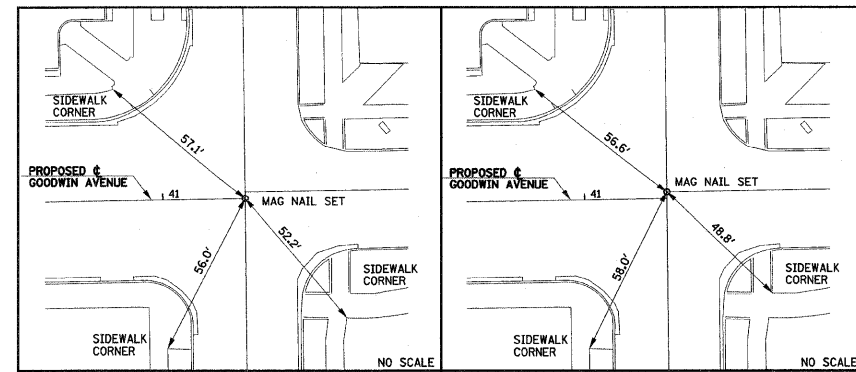 SIDEWALK
CORNER
57.1'
PROPOSED ℄
GOODWIN AVENUE
41
MAG NAIL SET
56.0'
52.2'
SIDEWALK
CORNER
SIDEWALK
CORNER
NO SCALE
SIDEWALK
CORNER
56.6'
PROPOSED ℄
GOODWIN AVENUE
41
MAG NAIL SET
58.0'
48.8'
SIDEWALK
CORNER
SIDEWALK
CORNER
NO SCALE